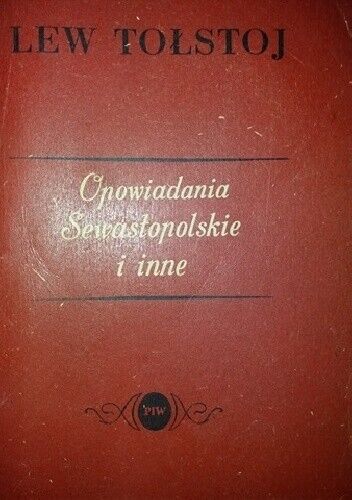 LEW TOŁSTOJ
Opowiadania
Sewastopolskie
i inne
PIW